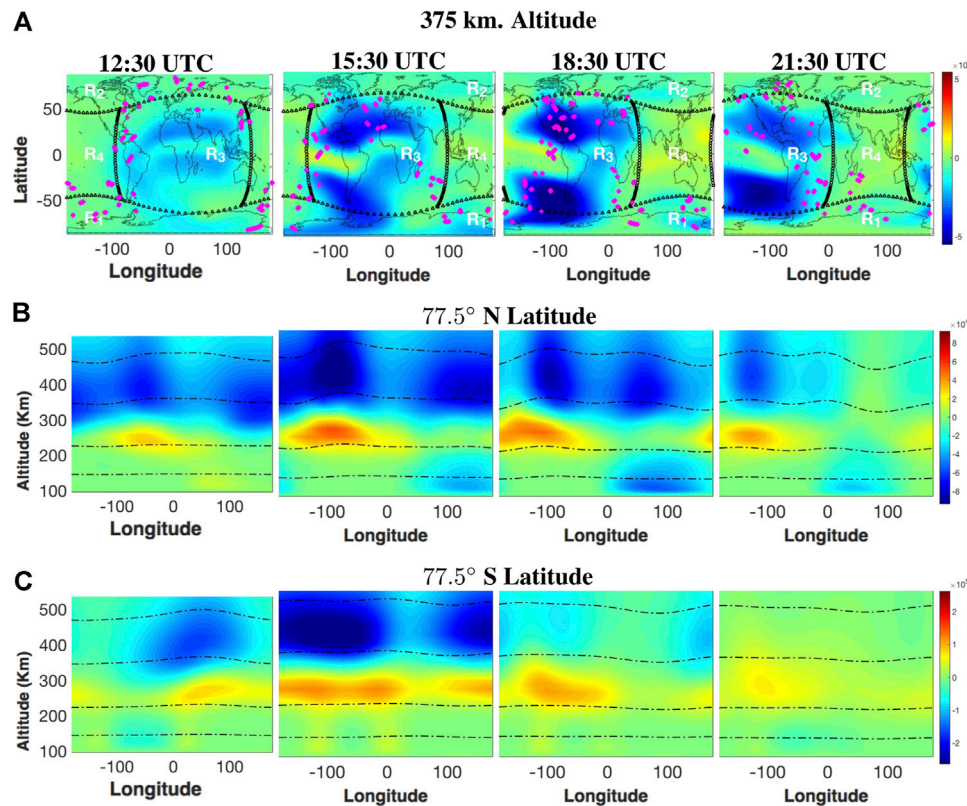 A
375 km. Altitude
12:30 UTC 15:30 UTC 18:30 UTC 21:30 UTC
R2 R2 R2 R2
R4 R3 R3 R4 R3 R4 R3 R4
R1 R1 R1 R1
Latitude
50
0
-50
5
0
-5
-100 0 100 -100 0 100 -100 0 100 -100 0 100
Longitude Longitude Longitude Longitude
B
77.5° N Latitude
Altitude (Km)
500
400
300
200
100
8
6
4
2
0
-2
-4
-6
-8
-100 0 100 -100 0 100 -100 0 100 -100 0 100
Longitude Longitude Longitude Longitude
C
77.5° S Latitude
Altitude (Km)
500
400
300
200
100
2
1
0
-1
-2
-100 0 100 -100 0 100 -100 0 100 -100 0 100
Longitude Longitude Longitude Longitude